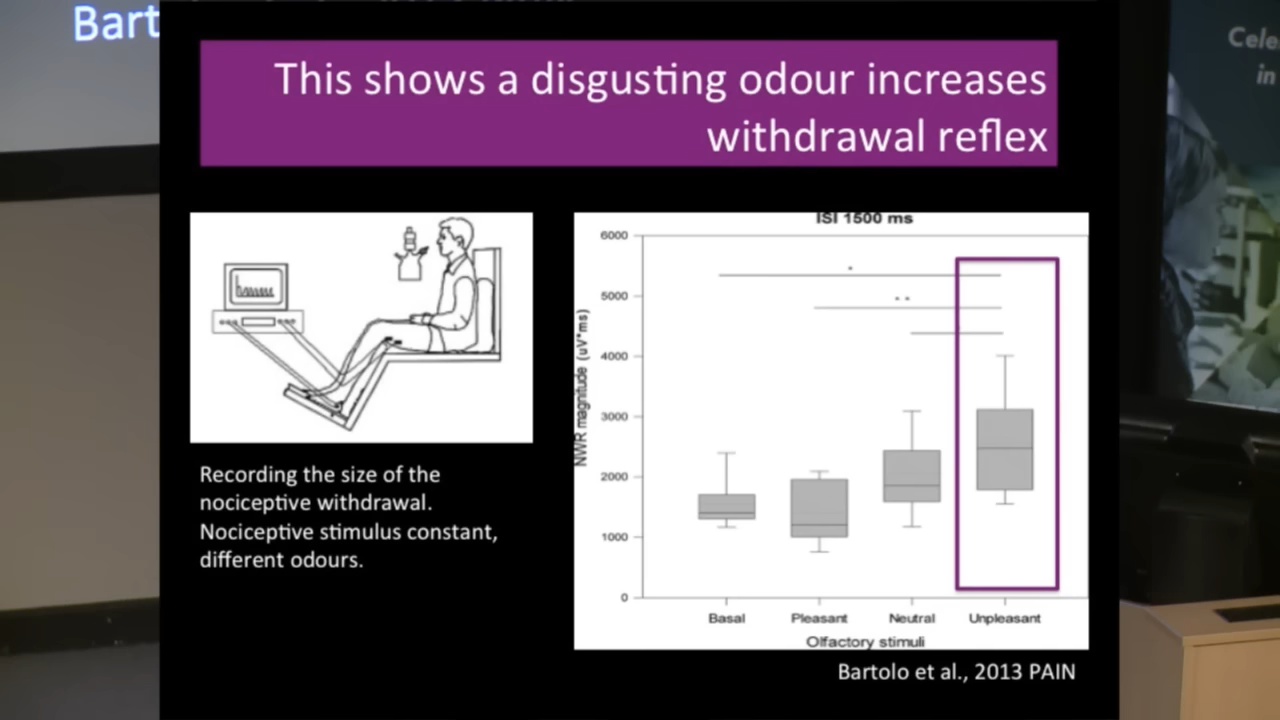 Bart
Cele
in
This shows a disgusting odour increases
withdrawal reflex
ISI 1500 ms
6000
5000
4000
3000
2000
1000
0
NWR magnitude (uV*ms)
*
* *
Basal
Pleasant
Neutral
Unpleasant
Olfactory stimuli
Recording the size of the
nociceptive withdrawal.
Nociceptive stimulus constant,
different odours.
Bartolo et al., 2013 PAIN